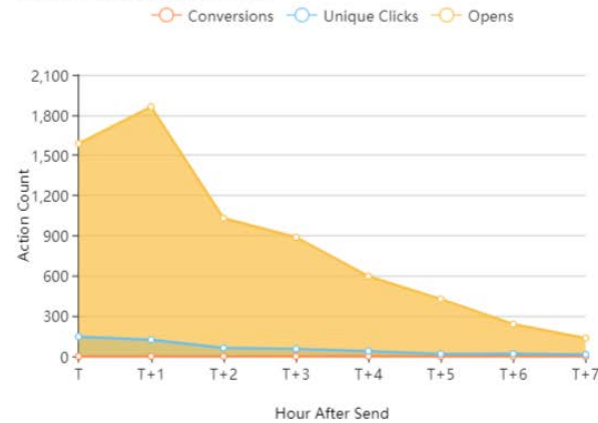 Conversions Unique Clicks Opens
2,100
1,800
1,500
1,200
900
600
300
0
Action Count
T T+1 T+2 T+3 T+4 T+5 T+6 T+7
Hour After Send